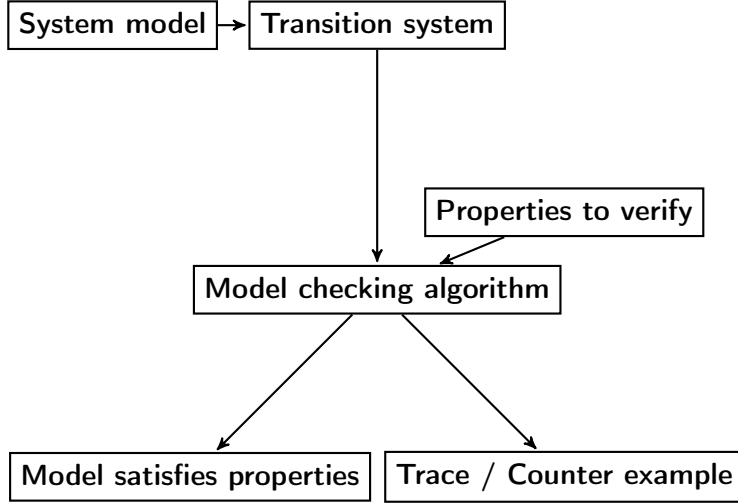 System model
Transition system
Properties to verify
Model checking algorithm
Model satisfies properties
Trace / Counter example